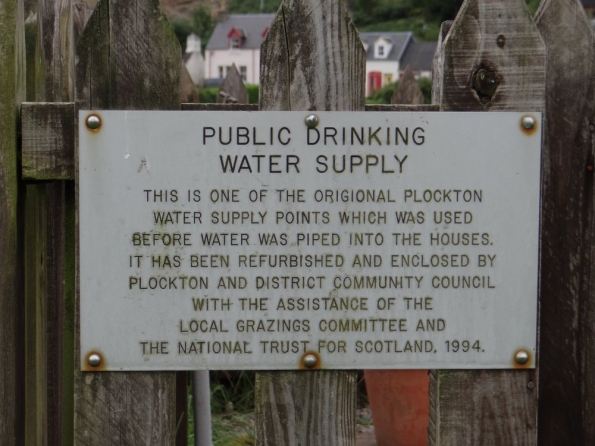 PUBLIC DRINKING
WATER SUPPLY
THIS IS ONE OF THE ORIGIONAL PLOCKTON
WATER SUPPLY POINTS WHICH WAS USED
BEFORE WATER WAS PIPED INTO THE HOUSES.
IT HAS BEEN REFURBISHED AND ENCLOSED BY
PLOCKTON AND DISTRICT COMMUNITY COUNCIL
WITH THE ASSISTANCE OF THE
LOCAL GRAZINGS COMMITTEE AND
THE NATIONAL TRUST FOR SCOTLAND. 1994.